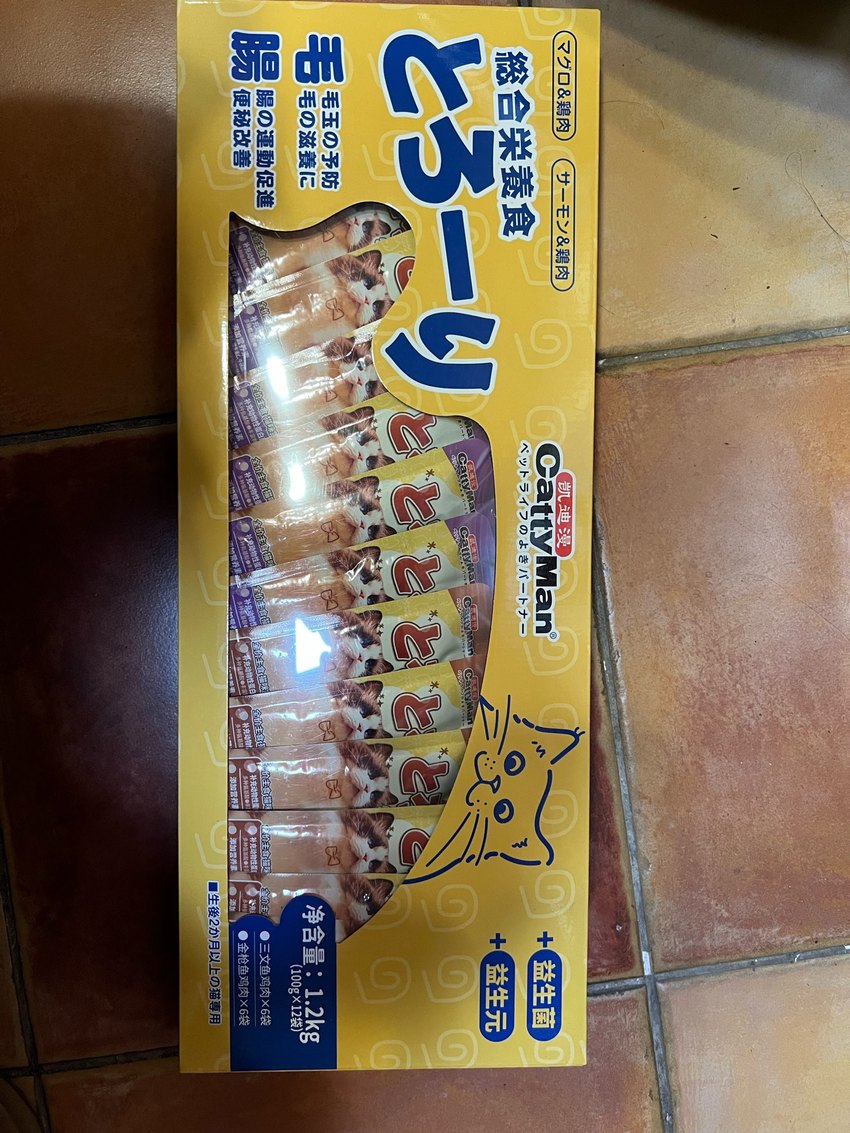 マグロ&鶏肉
サーモン&鶏肉
総合栄養食
とろーり
毛
毛玉の予防
毛の滋養に
腸
腸の運動促進
便秘改善
凯迪漫
CattyMan®
ペットライフのよきパートナー
+益生菌
+益生元
净含量:1.2kg
(100g×12袋)
●三文鱼鸡肉×6袋
●金枪鱼鸡肉×6袋
■生後2か月以上の猫専用